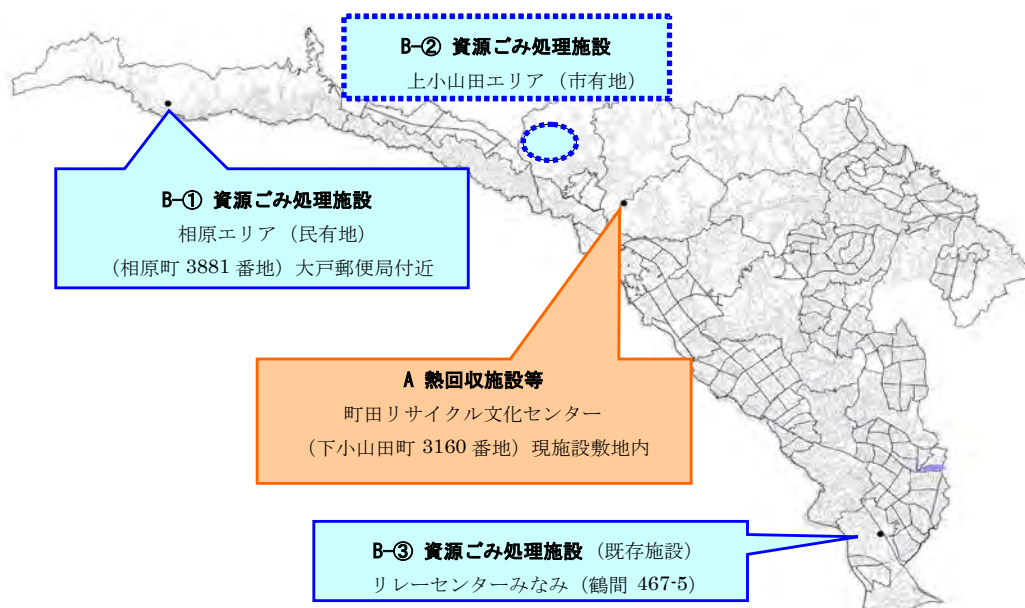 B-② 資源ごみ処理施設
上小山田エリア（市有地）
B-① 資源ごみ処理施設
相原エリア（民有地）
（相原町 3881 番地）大戸郵便局付近
A 熱回収施設等
町田リサイクル文化センター
（下小山田町 3160 番地）現施設敷地内
B-③ 資源ごみ処理施設（既存施設）
リレーセンターみなみ（鶴間 467-5）